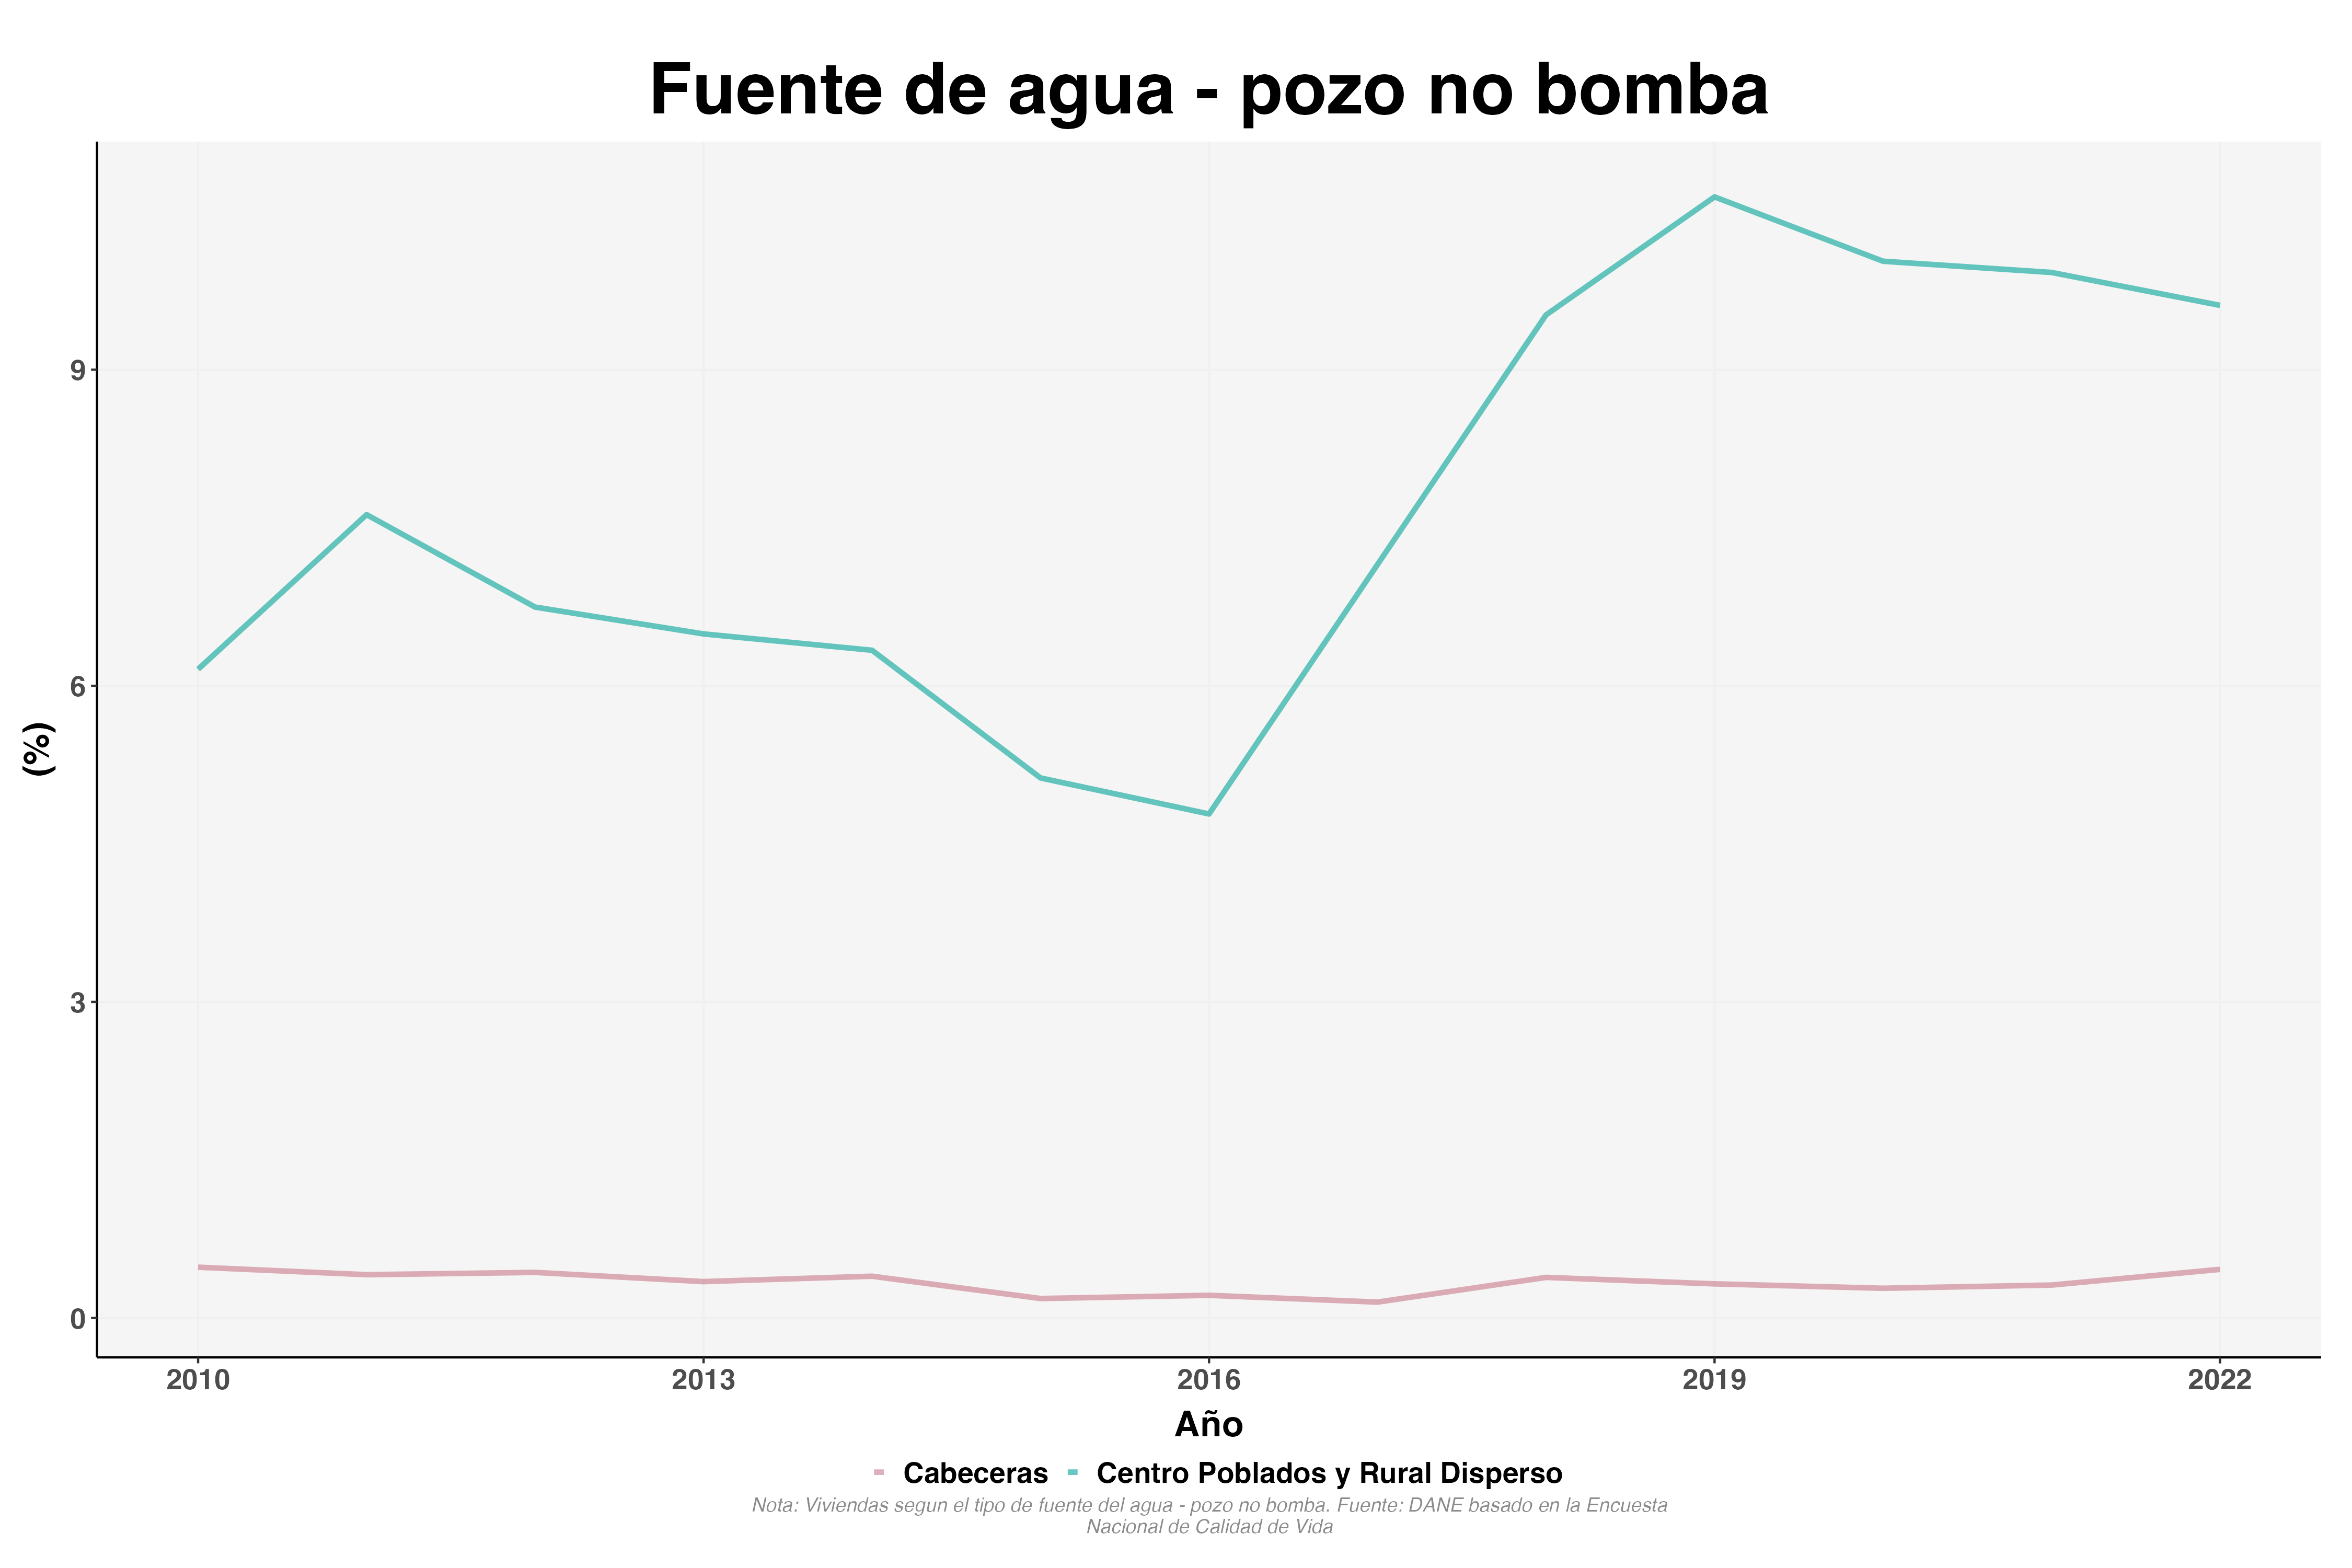 Fuente de agua - pozo no bomba
(%)
9
6
3
0
2010 2013 2016 2019 2022
Año
Cabeceras Centro Poblados y Rural Disperso
Nota: Viviendas segun el tipo de fuente del agua - pozo no bomba. Fuente: DANE basado en la Encuesta
Nacional de Calidad de Vida